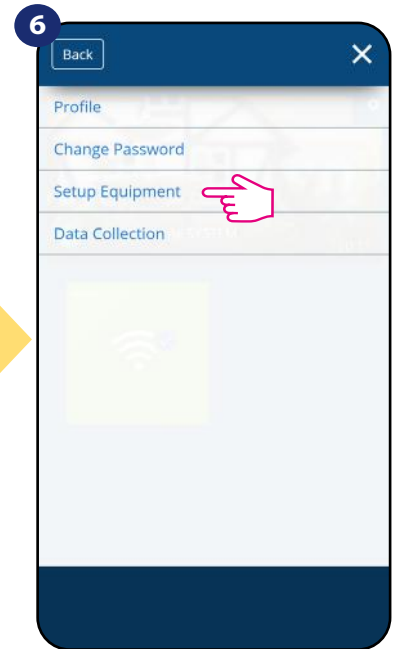 6
Back
Profile
Change Password
Setup Equipment
Data Collection